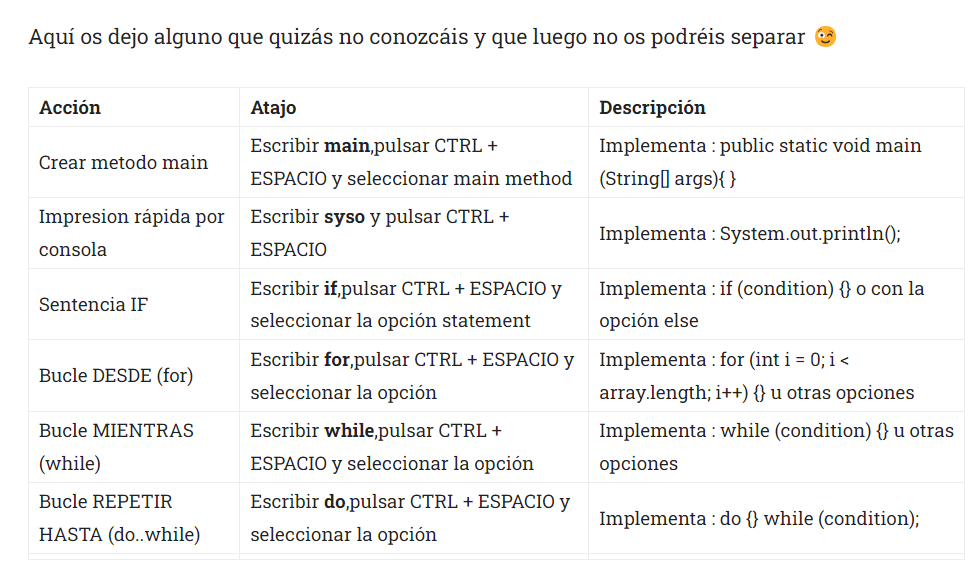 Aquí os dejo alguno que quizás no conozcáis y que luego no os podréis separar 😉
Acción
Atajo
Descripción
Crear metodo main
Escribir main,pulsar CTRL +
ESPACIO y seleccionar main method
Implementa : public static void main
(String[] args){ }
Impresion rápida por
consola
Escribir syso y pulsar CTRL +
ESPACIO
Implementa : System.out.println();
Sentencia IF
Escribir if,pulsar CTRL + ESPACIO y
seleccionar la opción statement
Implementa : if (condition) {} o con la
opción else
Bucle DESDE (for)
Escribir for,pulsar CTRL + ESPACIO y
seleccionar la opción
Implementa : for (int i = 0; i <
array.length; i++) {} u otras opciones
Bucle MIENTRAS
(while)
Escribir while,pulsar CTRL +
ESPACIO y seleccionar la opción
Implementa : while (condition) {} u otras
opciones
Bucle REPETIR
HASTA (do..while)
Escribir do,pulsar CTRL + ESPACIO y
seleccionar la opción
Implementa : do {} while (condition);